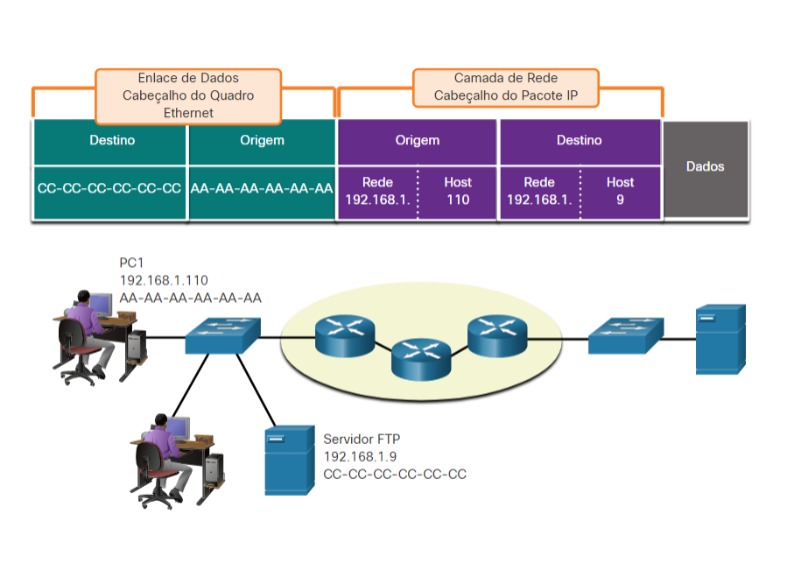 Enlace de Dados
Cabeçalho do Quadro
Ethernet
Camada de Rede
Cabeçalho do Pacote IP
Destino
Origem
Origem
Destino
Dados
CC-CC-CC-CC-CC-CC
AA-AA-AA-AA-AA-AA
Rede
192.168.1.
Host
110
Rede
192.168.1.
Host
9
PC1
192.168.1.110
AA-AA-AA-AA-AA-AA
Servidor FTP
192.168.1.9
CC-CC-CC-CC-CC-CC